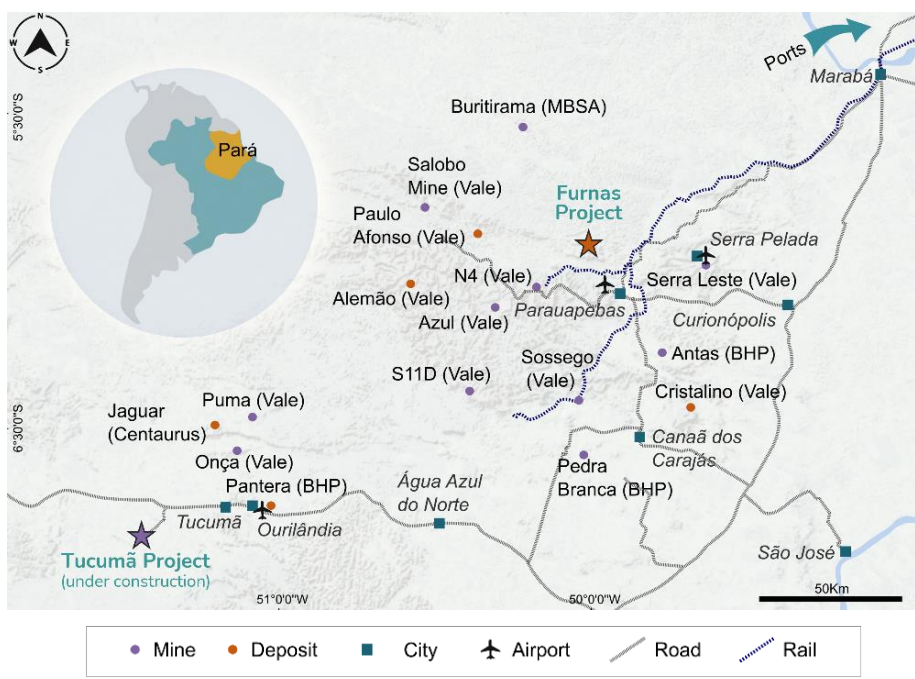 N
W E
S
Ports
Marabá
5°30'0"S
Buritirama (MBSA)
Pará
Salobo
Mine (Vale)
Furnas
Project
Paulo
Afonso (Vale)
Serra Pelada
N4 (Vale)
Serra Leste (Vale)
Alemão (Vale)
Parauapebas
Azul (Vale)
Curionópolis
Sossego
(Vale)
Antas (BHP)
S11D (Vale)
Cristalino (Vale)
Puma (Vale)
Jaguar
(Centaurus)
6°30'0"S
Canaã dos
Carajás
Onça (Vale)
Pedra
Branca (BHP)
Pantera (BHP)
Água Azul
do Norte
Tucumã
Ourilândia
São José
Tucumã Project
(under construction)
50Km
51°0'0"W
50°0'0"W
Mine
Deposit
City
Airport
Road
Rail